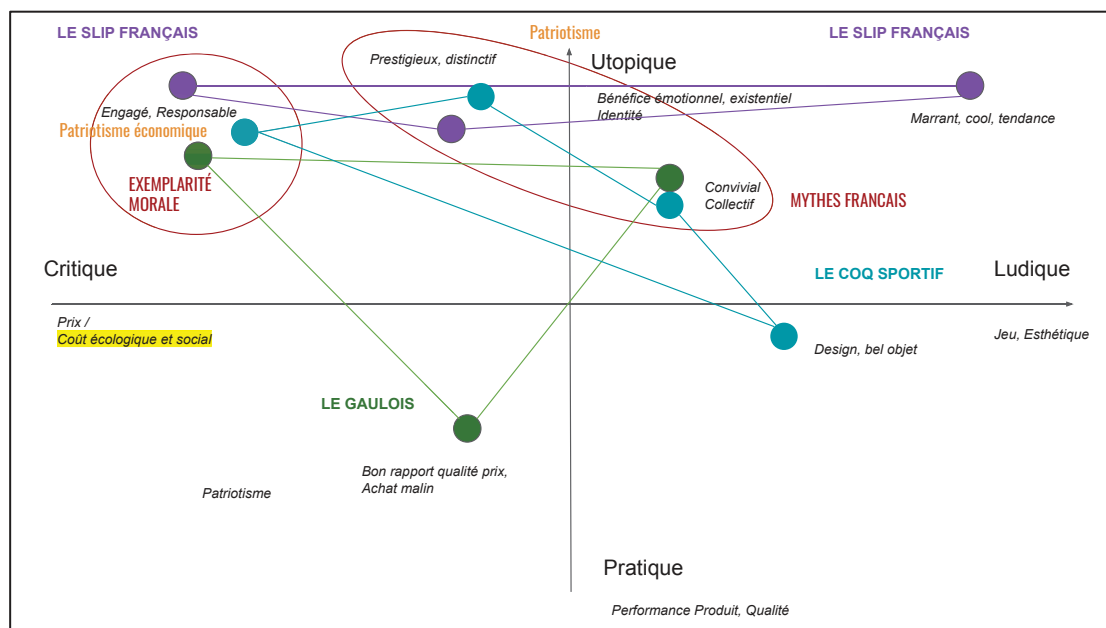 LE SLIP FRANÇAIS
Patriotisme
LE SLIP FRANÇAIS
Prestigieux, distinctif
Utopique
Engagé, Responsable
Bénéfice émotionnel, existentiel
Identité
Marrant, cool, tendance
Patriotisme économique
EXEMPLARITÉ
MORALE
Convivial
Collectif
MYTHES FRANCAIS
Critique
LE COQ SPORTIF
Ludique
Prix /
Coût écologique et social
Jeu, Esthétique
Design, bel objet
LE GAULOIS
Bon rapport qualité prix,
Achat malin
Patriotisme
Pratique
Performance Produit, Qualité